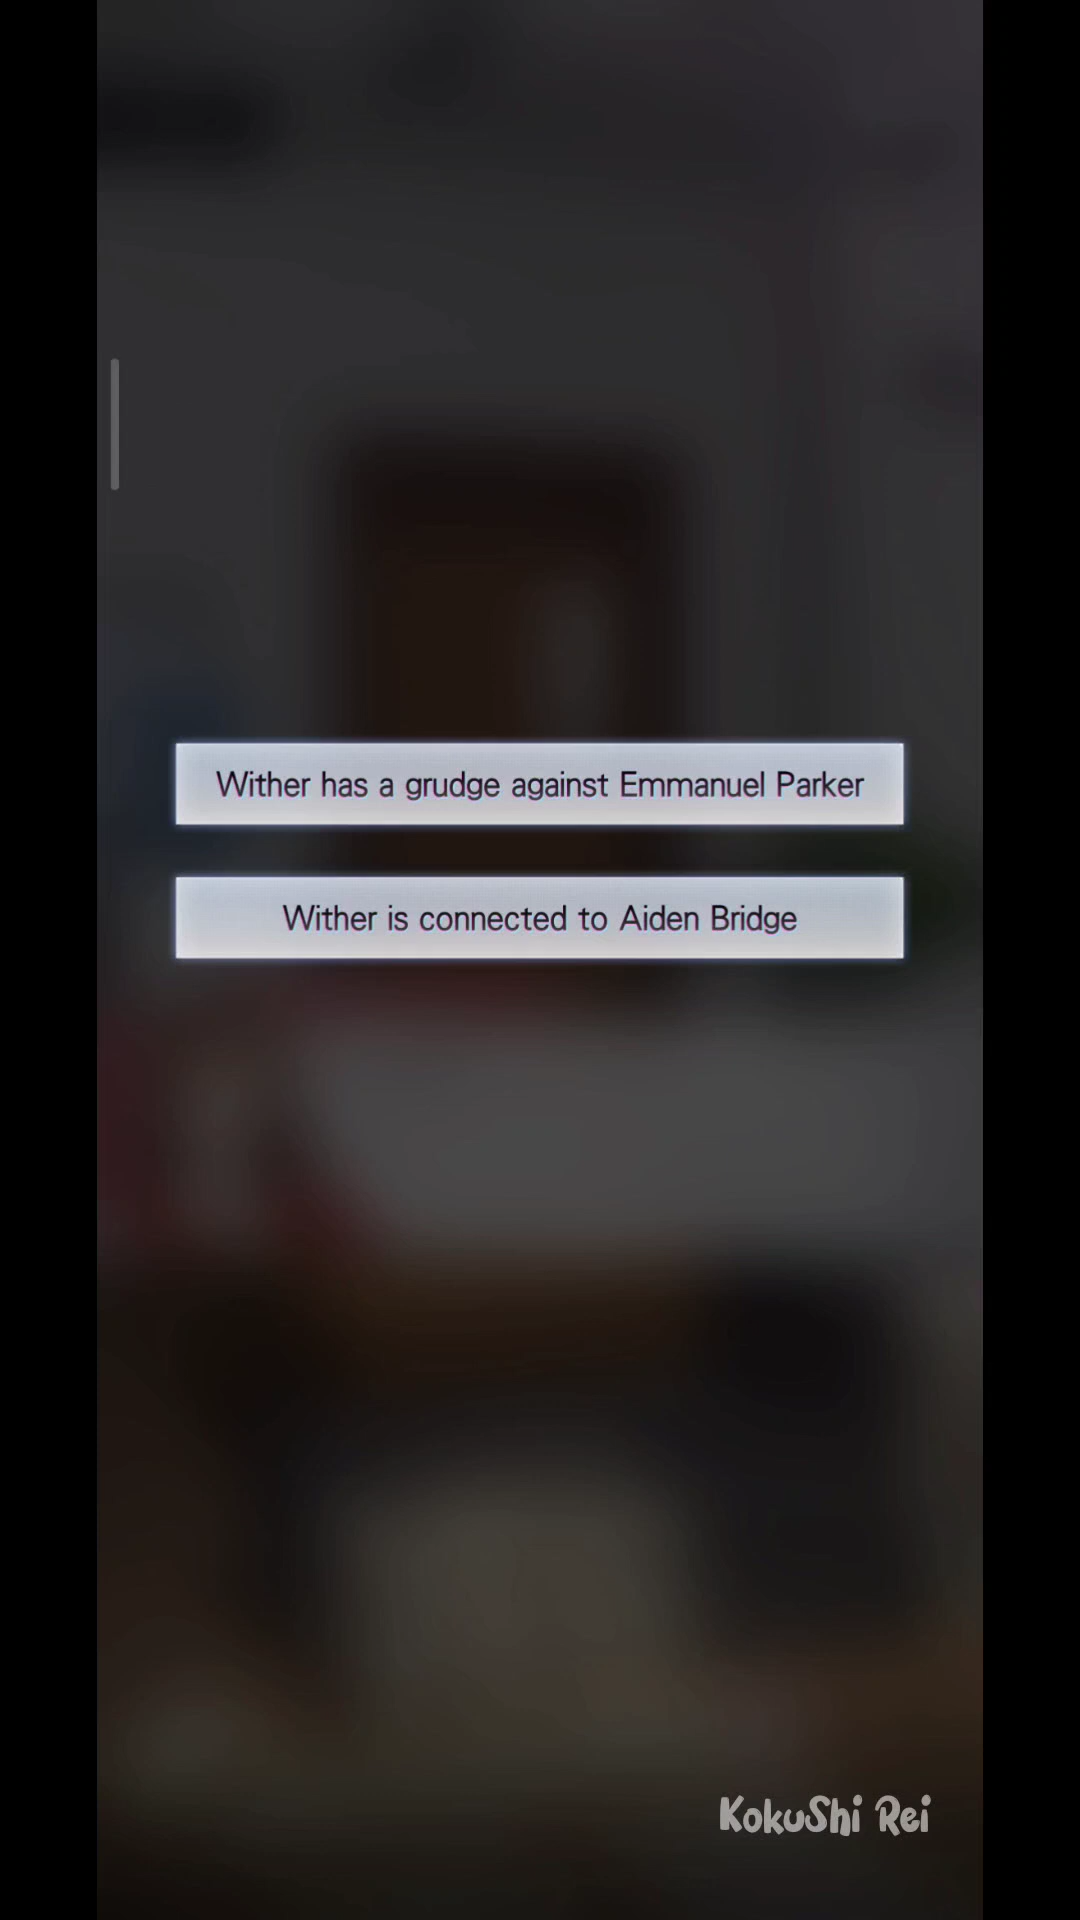 Wither has a grudge against Emmanuel Parker
Wither is connected to Aiden Bridge
KokuShi Rei